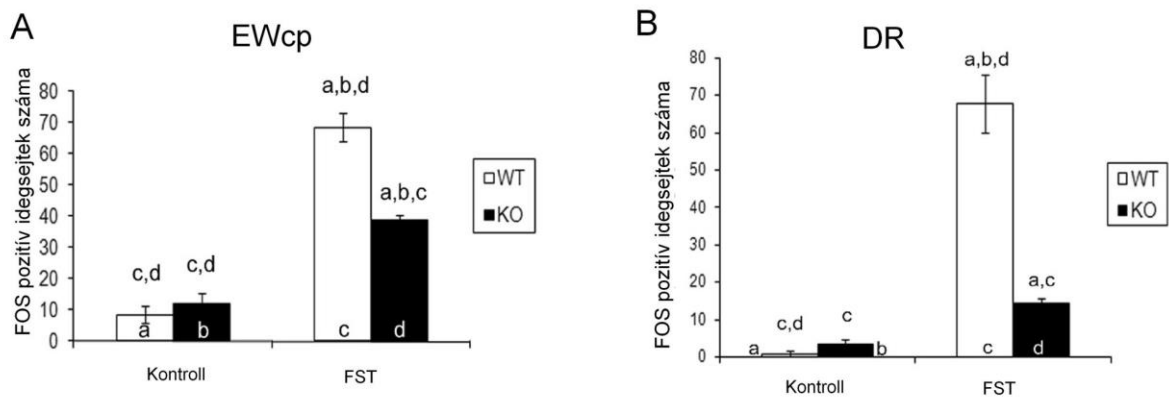 A
EWcp
FOS pozitív idegsejtek száma
80
70
60
50
40
30
20
10
0
c,d
c,d
a,b,d
a,b,c
a
b
c
d
Kontroll
FST
WT
KO
B
DR
FOS pozitív idegsejtek száma
80
70
60
50
40
30
20
10
0
c,d
c
a,b,d
a,c
a
b
c
d
Kontroll
FST
WT
KO